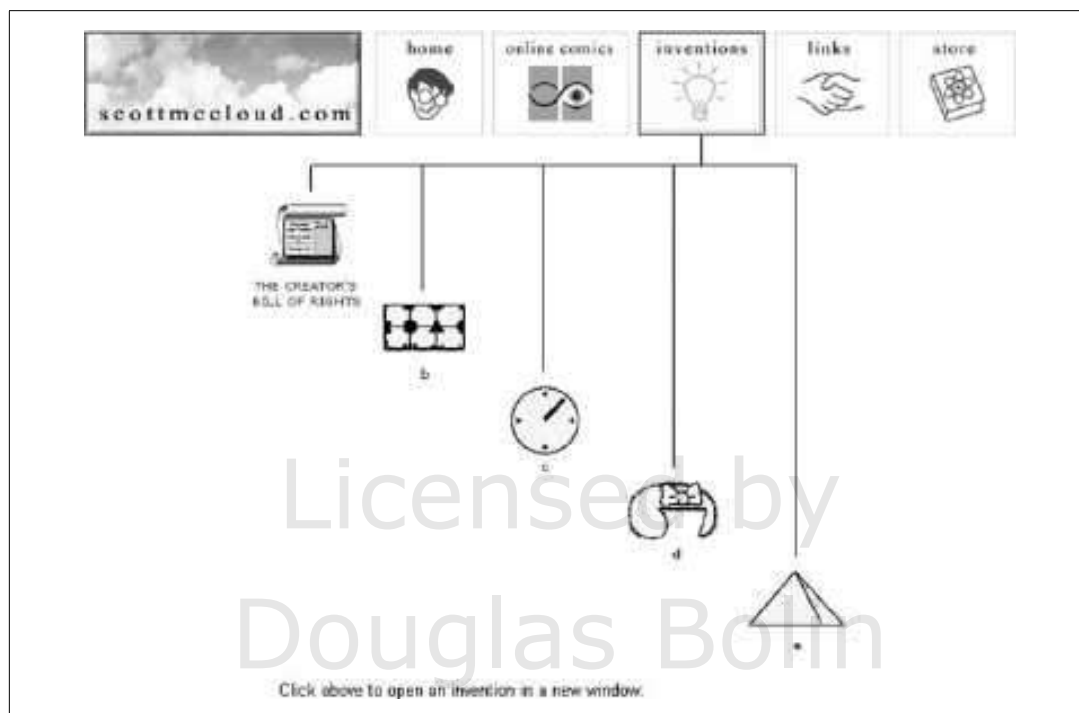 home
online comics
inventions
links
store
scottmccloud.com
THE CREATOR'S
BILL OF RIGHTS
b
c
d
e
Licensed by
Douglas Bolin
Click above to open an invention in a new window.